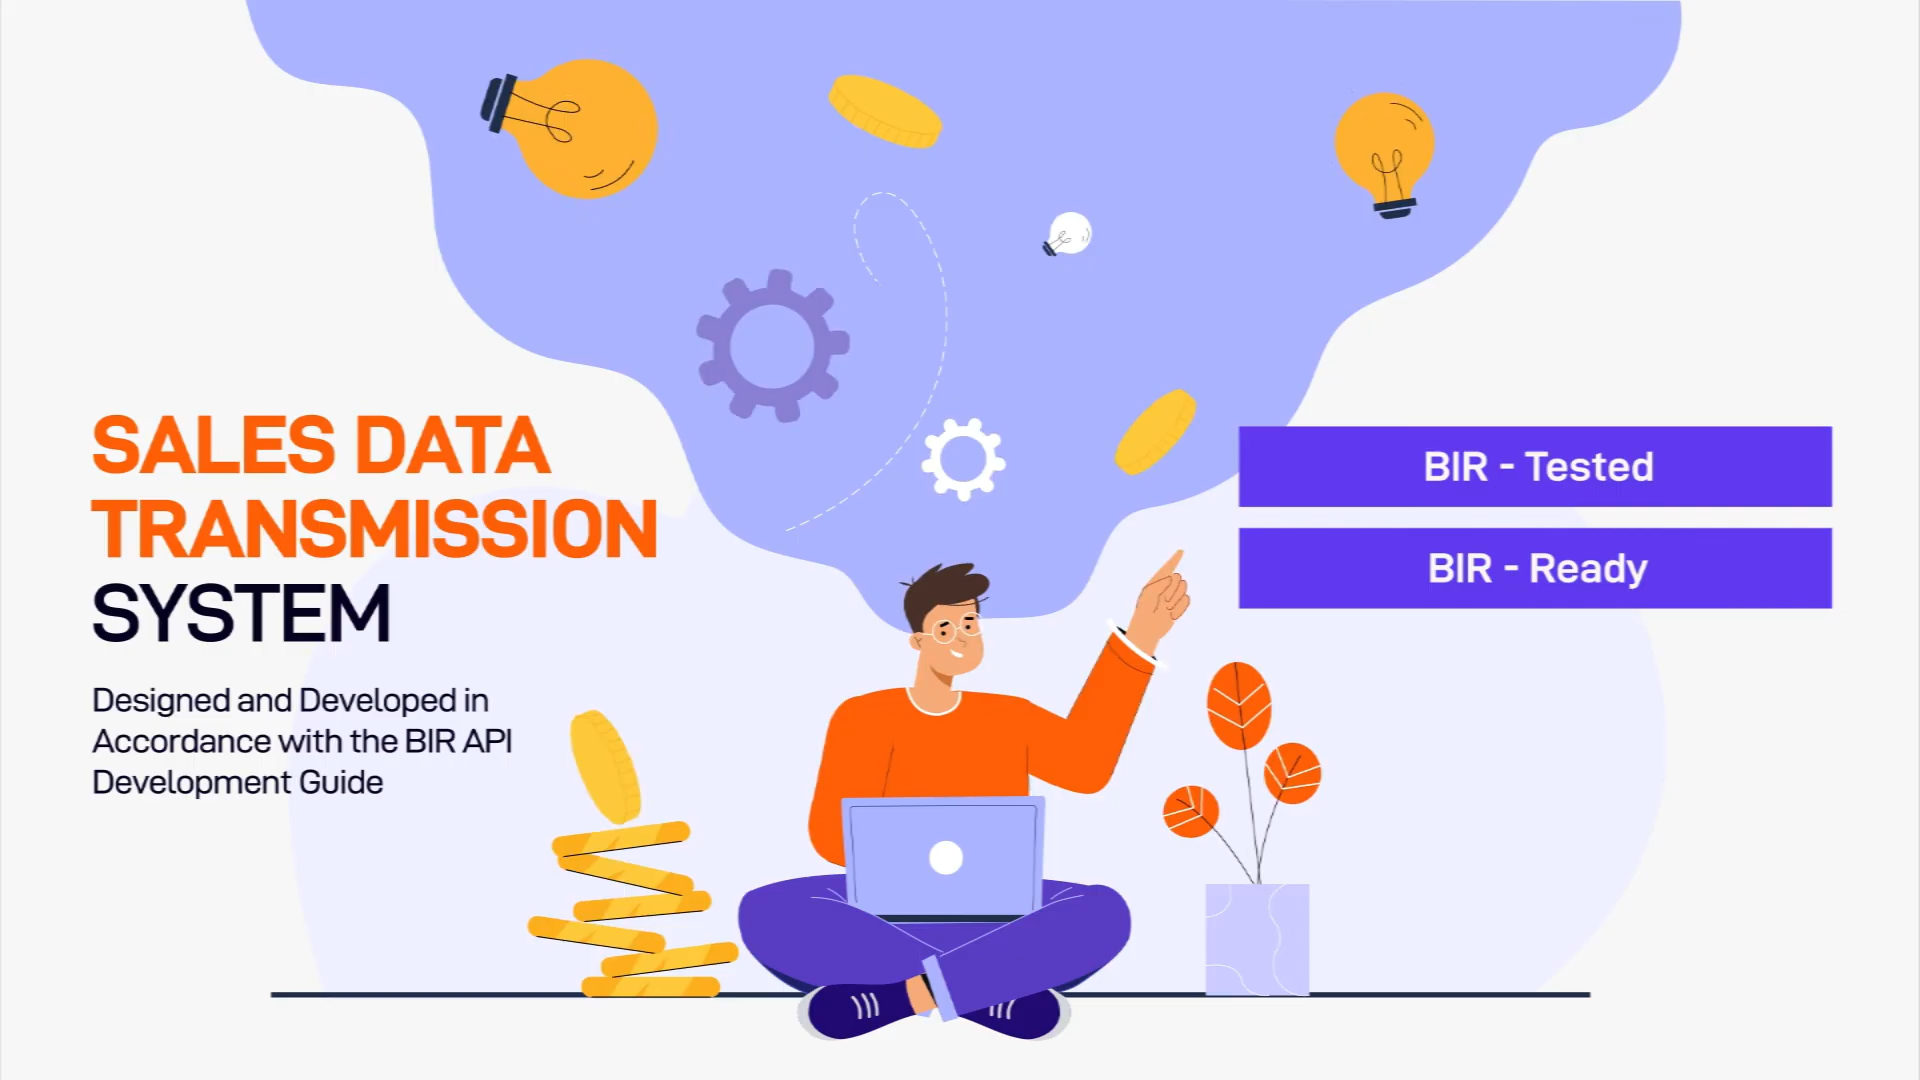 SALES DATA
TRANSMISSION
SYSTEM
Designed and Developed in
Accordance with the BIR API
Development Guide
BIR - Tested
BIR - Ready